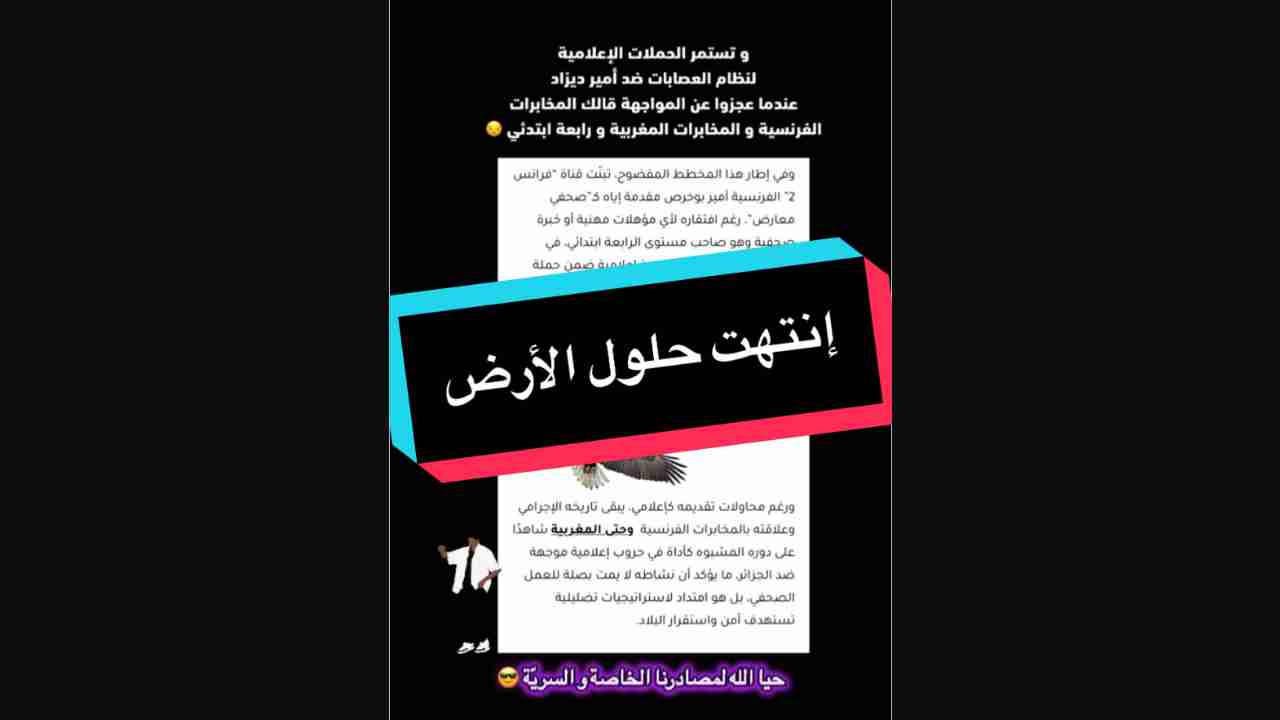 و تستمر الحملات الإعلامية
لنظام العصابات ضد أمير ديزاد
عندما عجزوا عن المواجهة قالك المخابرات
الفرنسية و المخابرات المغربية و رابعة ابتدئي 😒
وفي إطار هذا المخطط المفضوح، تبنّت قناة "فرانس
2" الفرنسية أمير بوخرص مقدمة إياه كـ"صحفي
معارض"، رغم افتقاره لأي مؤهلات مهنية أو خبرة
صحفية وهو صاحب مستوى الرابعة ابتدائي، في
ضمن حملة
إنتهت حلول الأرض
ورغم محاولات تقديمه كإعلامي، يبقى تاريخه الإجرامي
وعلاقته بالمخابرات الفرنسية وحتى المغربية شاهدًا
على دوره المشبوه كأداة في حروب إعلامية موجهة
ضد الجزائر، ما يؤكد أن نشاطه لا يمت بصلة للعمل
الصحفي، بل هو امتداد لاستراتيجيات تضليلية
تستهدف أمن واستقرار البلاد.
حيا الله لمصادرنا الخاصة و السريّة 😎